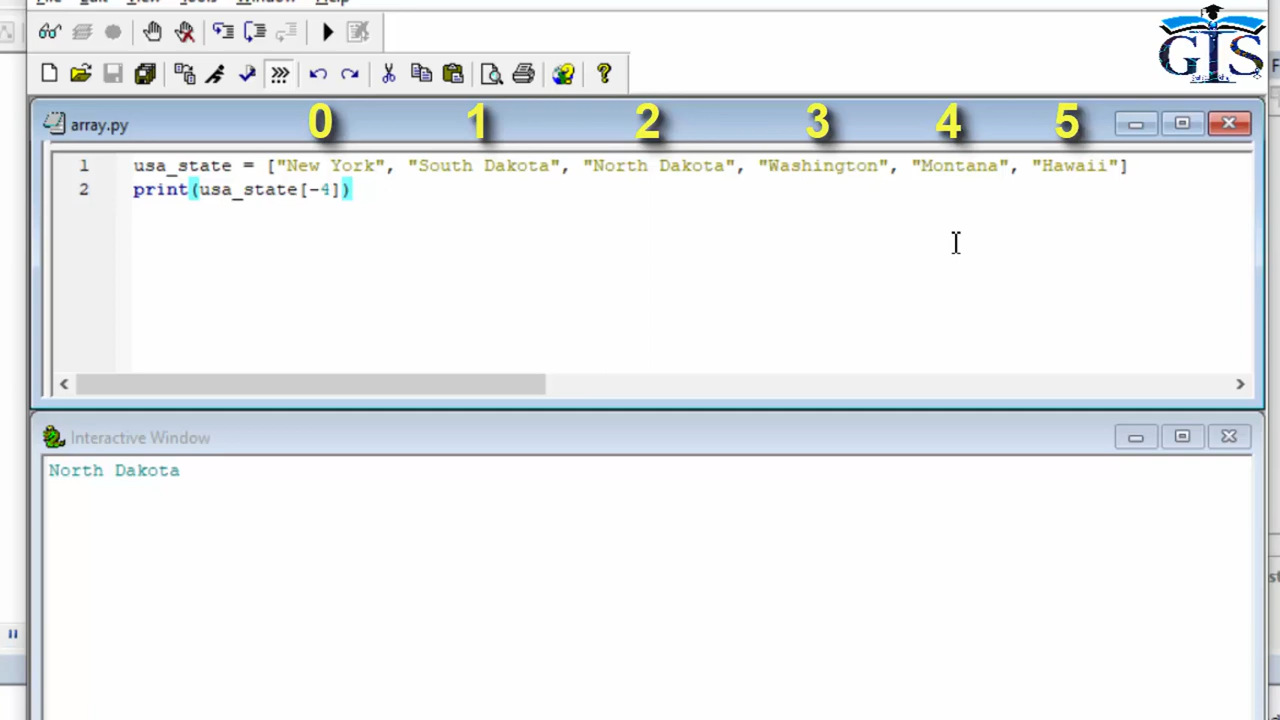 GIS
0 1 2 3 4 5
array.py
1 usa_state = ["New York", "South Dakota", "North Dakota", "Washington", "Montana", "Hawaii"]
2 print(usa_state[-4])
Interactive Window
North Dakota